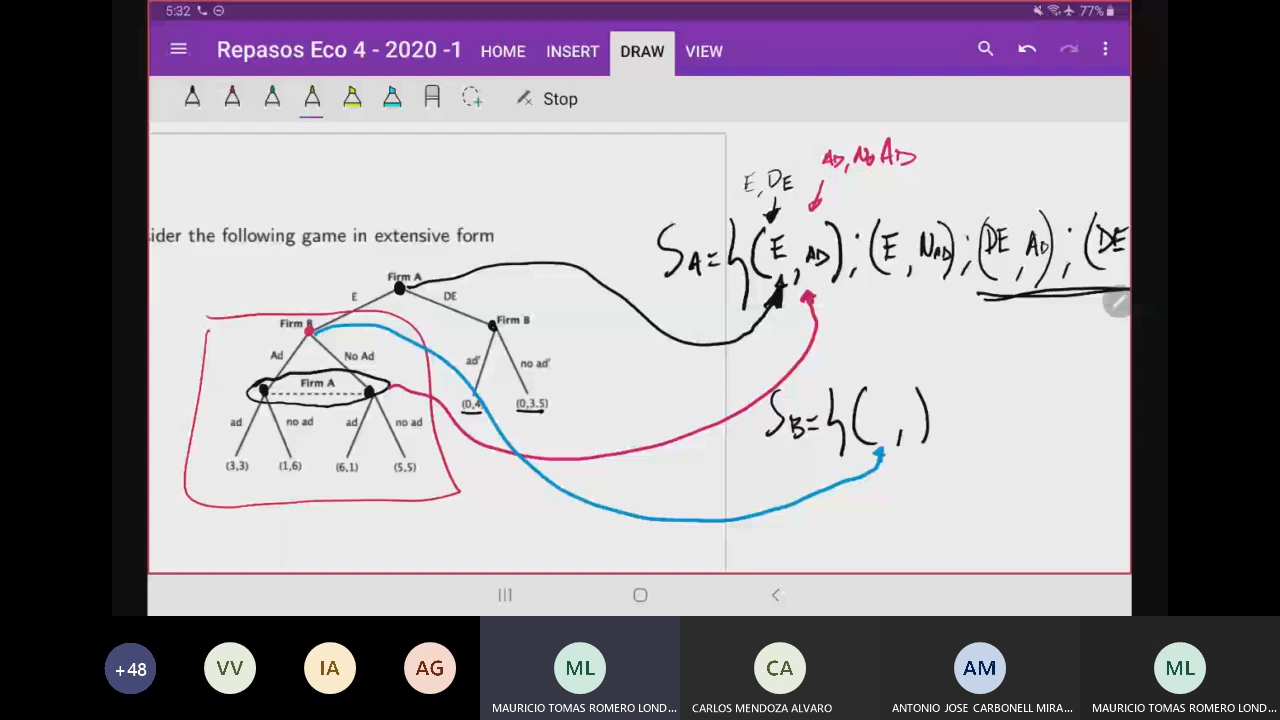 5:32 77%
Repasos Eco 4 - 2020 -1 HOME INSERT DRAW VIEW
Stop
AD, No AD
E, DE
ider the following game in extensive form
SA={(E, AD); (E, NAD); (DE, AD); (DE
Firm A
E DE
Firm B Firm B
Ad No Ad ad' no ad'
Firm A
(0,4) (0,3.5)
SB={( , )
ad no ad ad no ad
(3,3) (1,6) (6,1) (5,5)
+48 VV IA AG ML CA AM ML
MAURICIO TOMAS ROMERO LOND... CARLOS MENDOZA ALVARO ANTONIO JOSE CARBONELL MIRA... MAURICIO TOMAS ROMERO LOND...